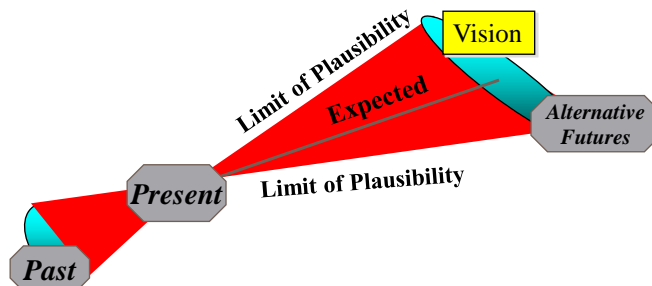 Vision
Limit of Plausibility
Expected
Alternative
Futures
Limit of Plausibility
Present
Past